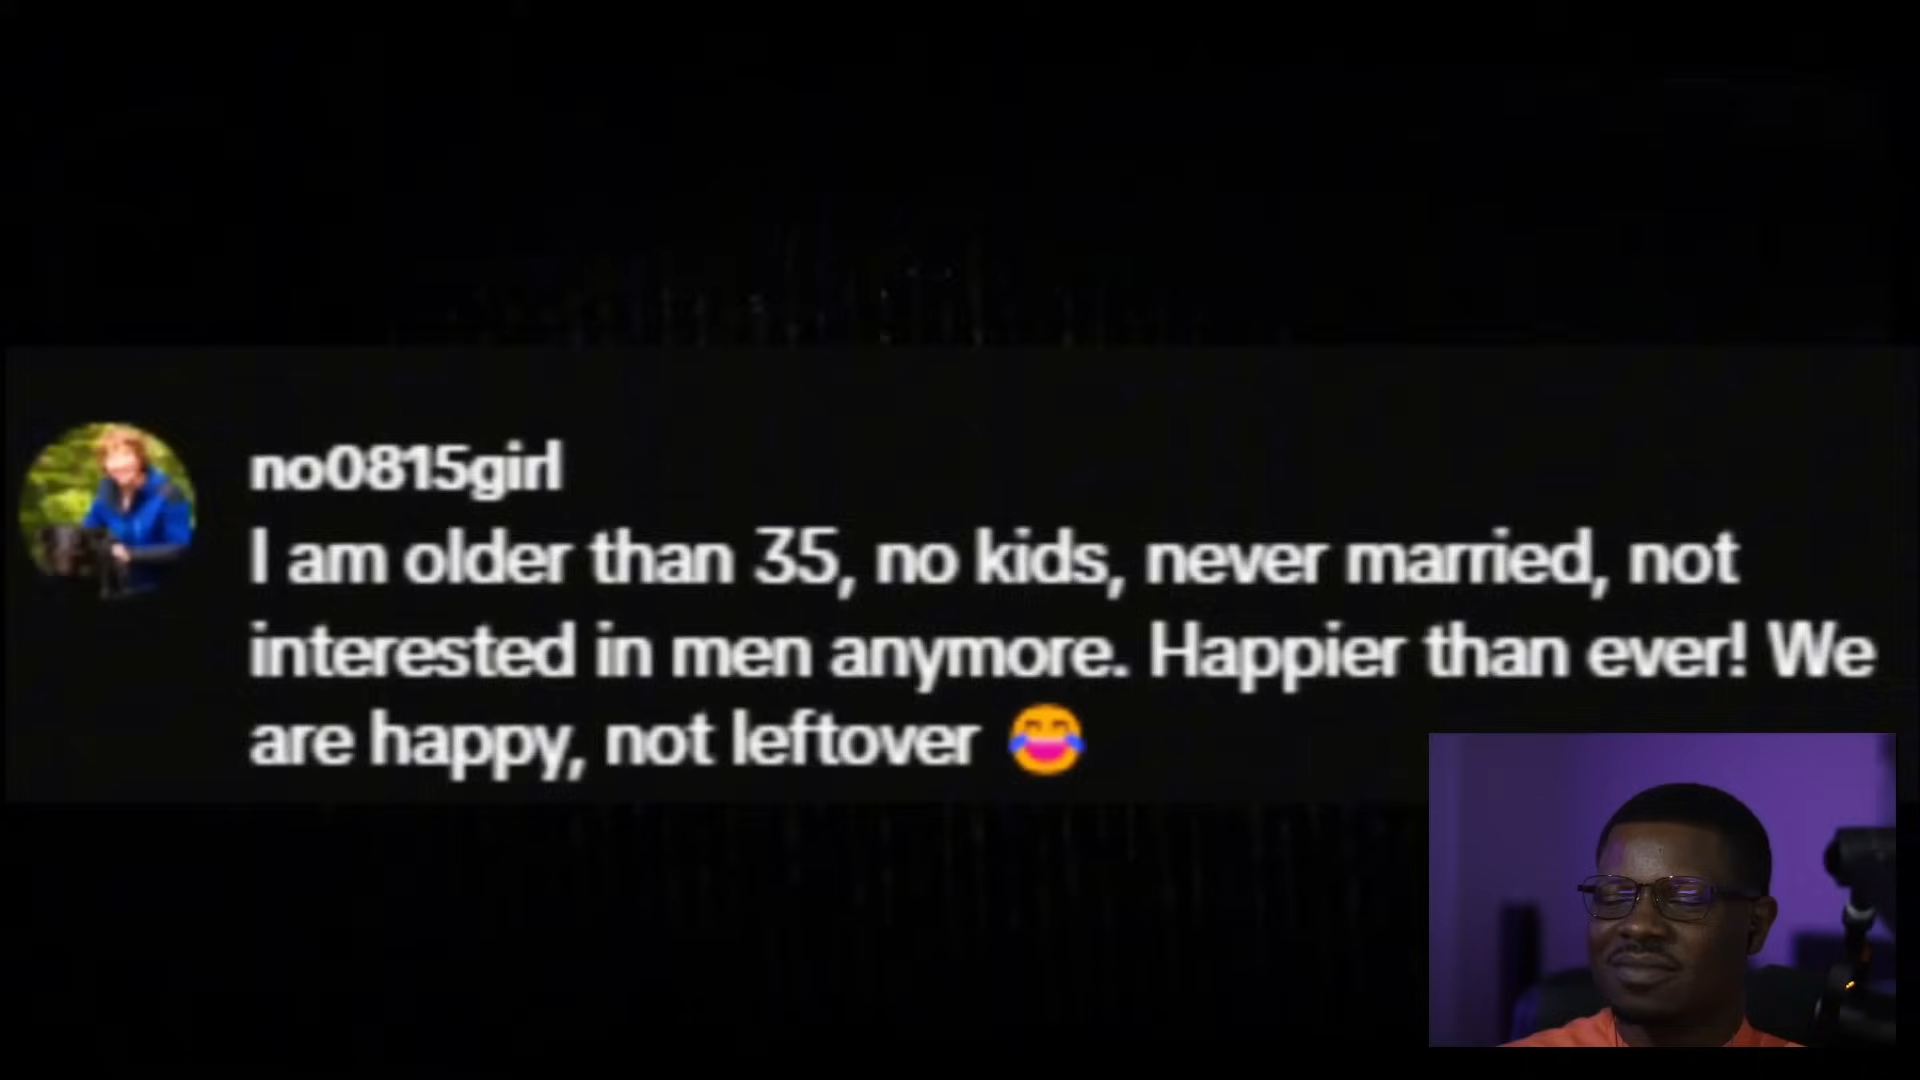 no0815girl
I am older than 35, no kids, never married, not
interested in men anymore. Happier than ever! We
are happy, not leftover 😂